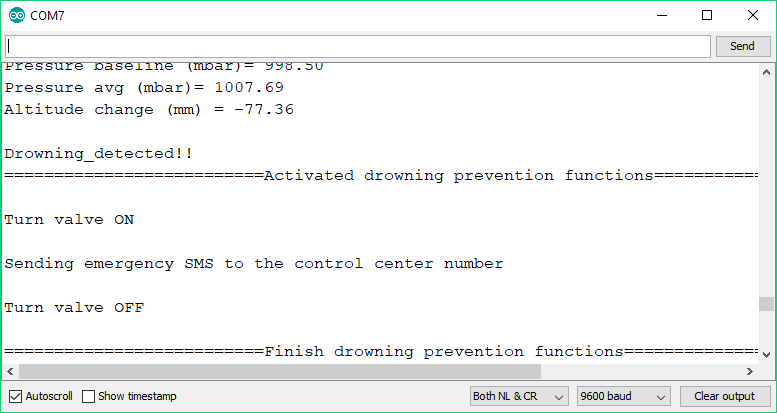 COM7
Send
Pressure baseline (mbar)= 998.50
Pressure avg (mbar)= 1007.69
Altitude change (mm) = -77.36
Drowning_detected!!
==========================Activated drowning prevention functions===========
Turn valve ON
Sending emergency SMS to the control center number
Turn valve OFF
==========================Finish drowning prevention functions==============
Autoscroll Show timestamp Both NL & CR 9600 baud Clear output